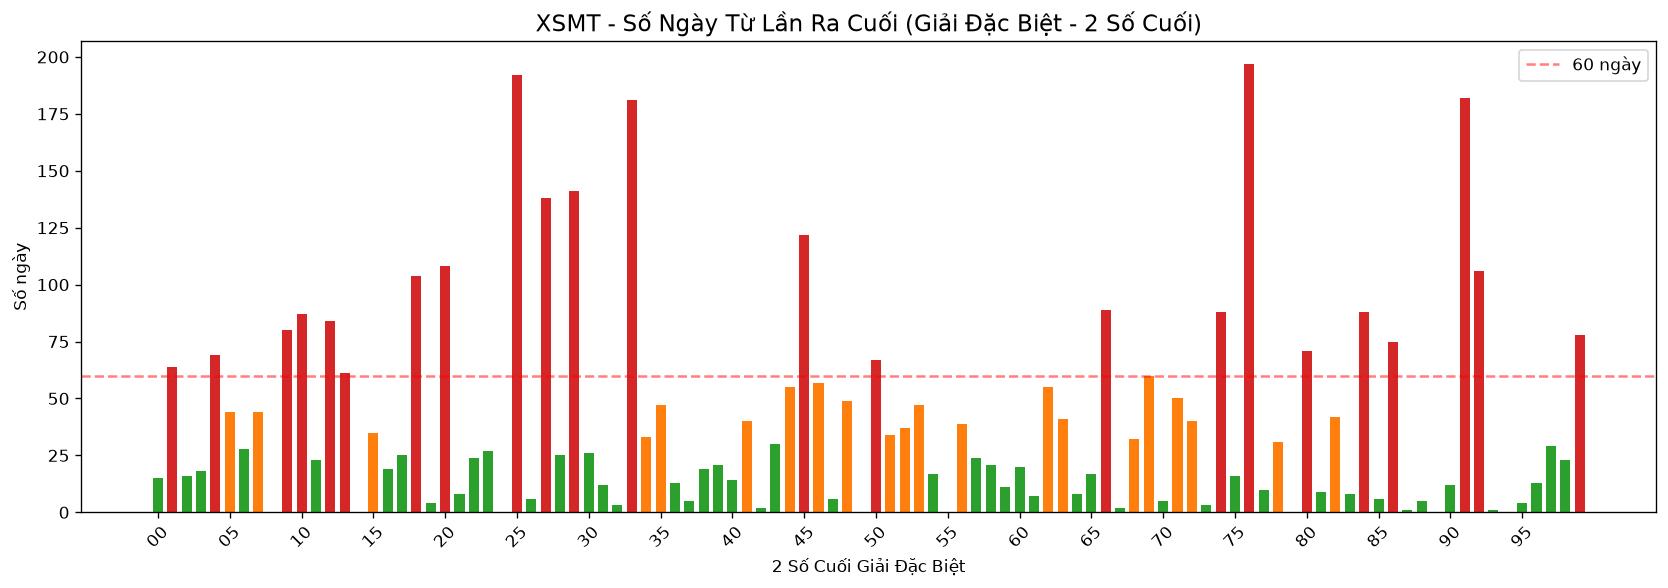 XSMT - Số Ngày Từ Lần Ra Cuối (Giải Đặc Biệt - 2 Số Cuối)
60 ngày
Số ngày
200
175
150
125
100
75
50
25
0
00 05 10 15 20 25 30 35 40 45 50 55 60 65 70 75 80 85 90 95
2 Số Cuối Giải Đặc Biệt